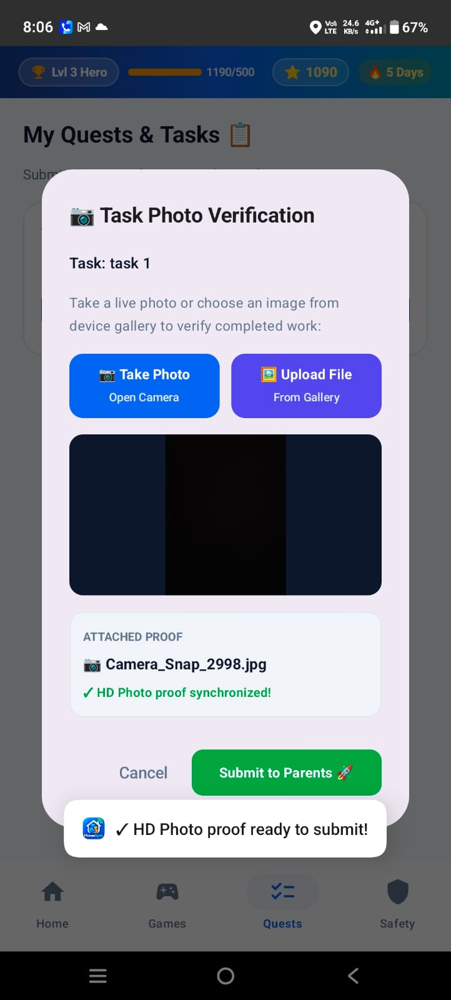 8:06
Vo) LTE 24.6 KB/s 4G+ 67%
Lvl 3 Hero 1190/500 1090 5 Days
My Quests & Tasks
Task Photo Verification
Task: task 1
Take a live photo or choose an image from
device gallery to verify completed work:
Take Photo
Open Camera
Upload File
From Gallery
ATTACHED PROOF
Camera_Snap_2998.jpg
✓ HD Photo proof synchronized!
Cancel
Submit to Parents
✓ HD Photo proof ready to submit!
Home
Games
Quests
Safety